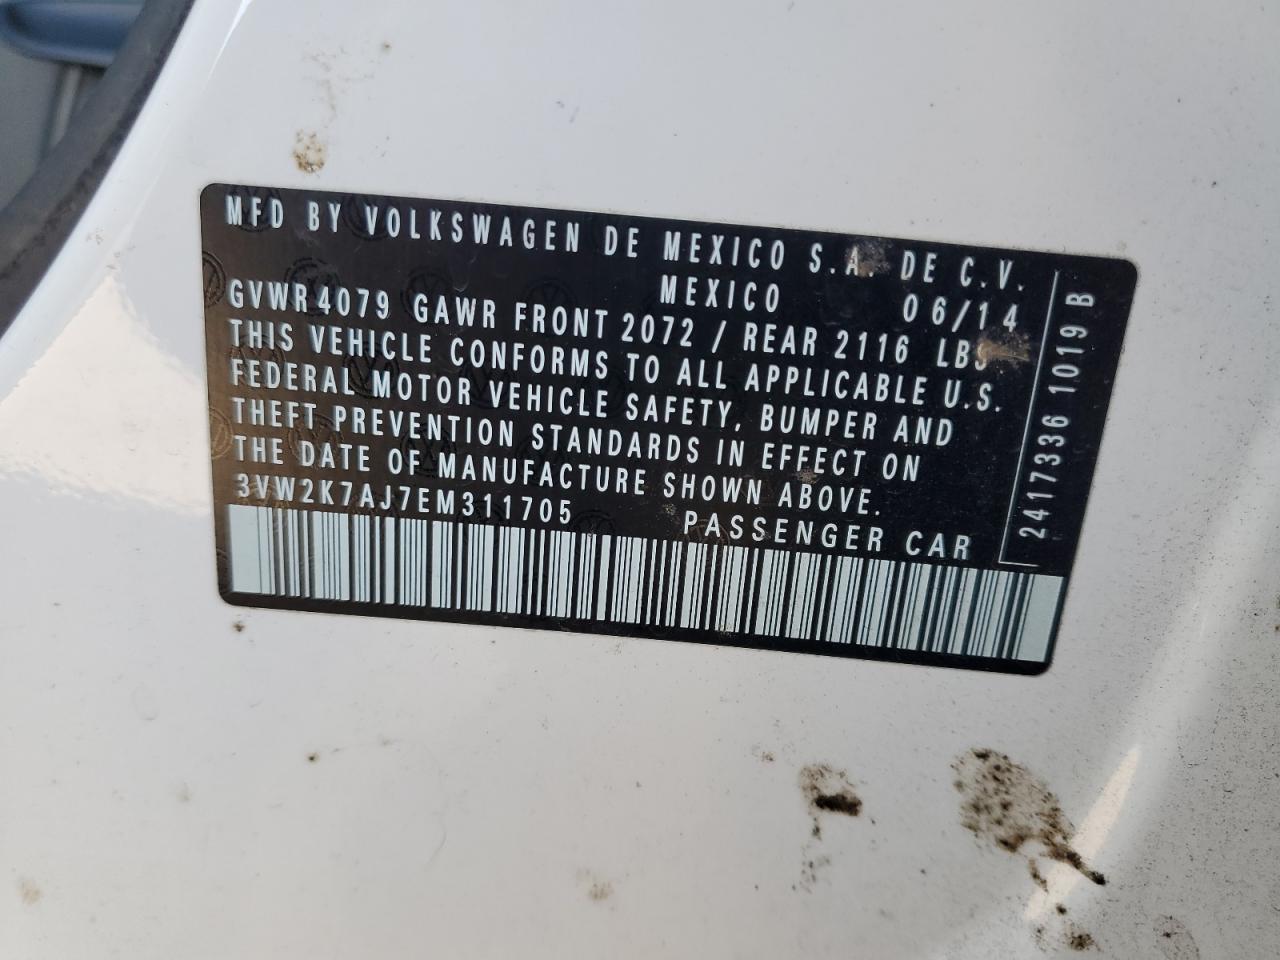 MFD BY VOLKSWAGEN DE MEXICO S.A. DE C.V.
MEXICO 06/14
GVWR 4079 GAWR FRONT 2072 / REAR 2116 LBS
THIS VEHICLE CONFORMS TO ALL APPLICABLE U.S.
FEDERAL MOTOR VEHICLE SAFETY, BUMPER AND
THEFT PREVENTION STANDARDS IN EFFECT ON
THE DATE OF MANUFACTURE SHOWN ABOVE.
3VW2K7AJ7EM311705 PASSENGER CAR
2417336 1019 B